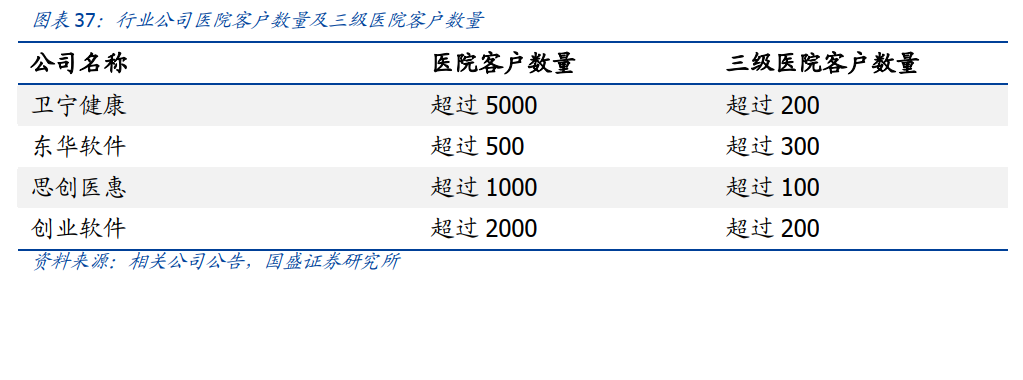 图表 37：行业公司医院客户数量及三级医院客户数量
公司名称 医院客户数量 三级医院客户数量
卫宁健康 超过 5000 超过 200
东华软件 超过 500 超过 300
思创医惠 超过 1000 超过 100
创业软件 超过 2000 超过 200
资料来源：相关公司公告，国盛证券研究所